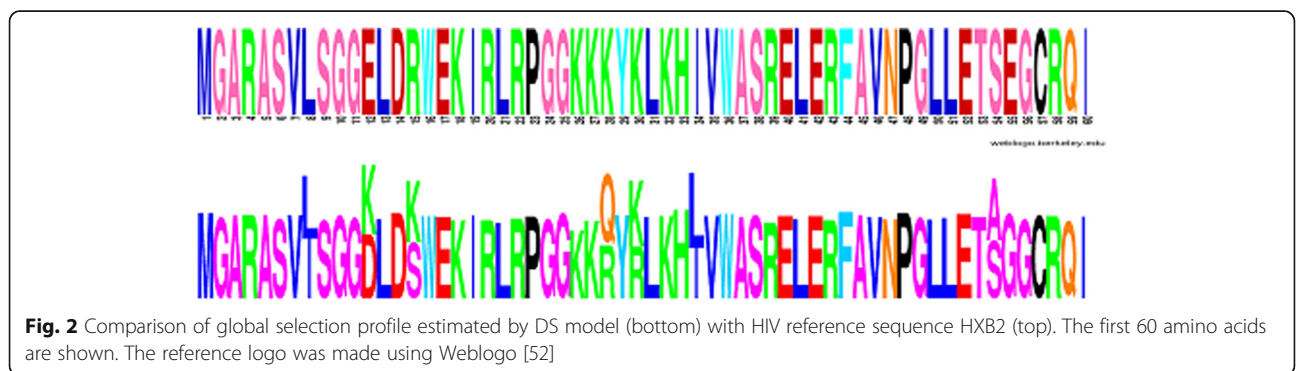 MGARASVLSGGELDRWEKIRLRPGGKKKYKLKHIVWASRELERFAVNPGLLETSEGCRQI
weblogo.berkeley.edu
L K K Q K L A
MGARASVISGGDLDSWEKIRLRPGGKKRYRLKHIVWASRELERFAVNPGLLETSGGCRQI
Fig. 2 Comparison of global selection profile estimated by DS model (bottom) with HIV reference sequence HXB2 (top). The first 60 amino acids
are shown. The reference logo was made using Weblogo [52]